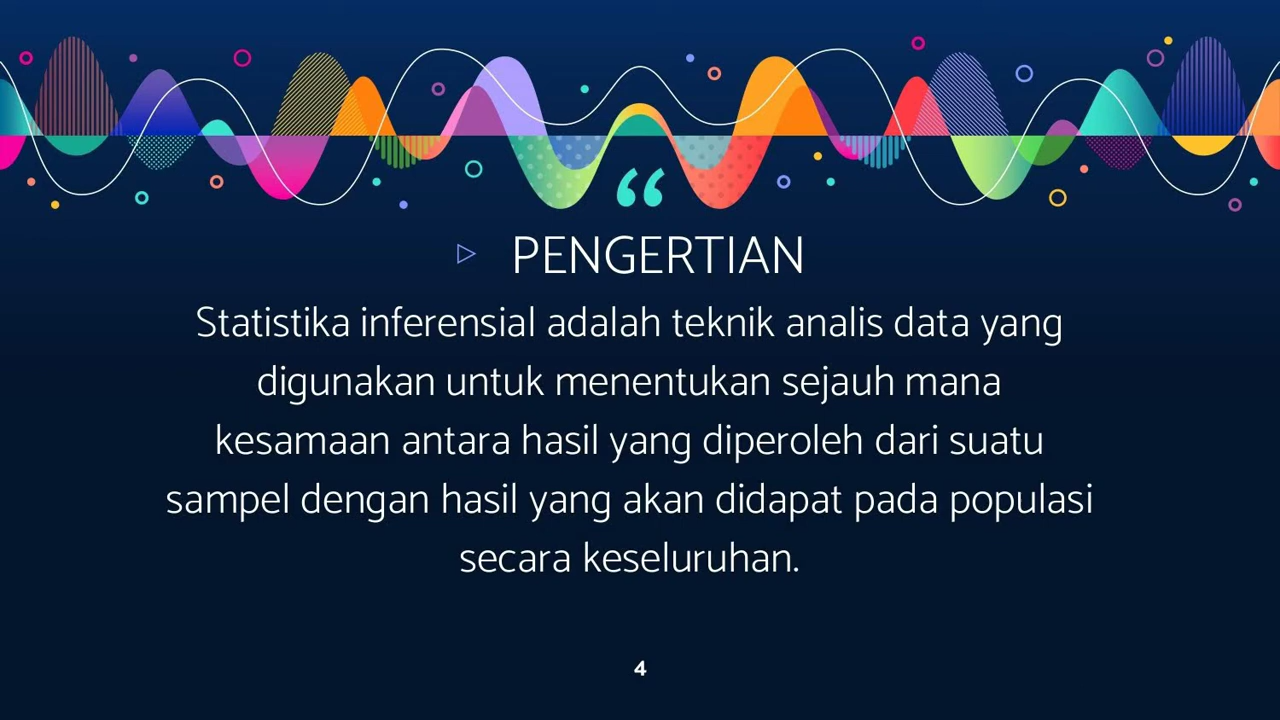 “
▷ PENGERTIAN
Statistika inferensial adalah teknik analis data yang
digunakan untuk menentukan sejauh mana
kesamaan antara hasil yang diperoleh dari suatu
sampel dengan hasil yang akan didapat pada populasi
secara keseluruhan.
4